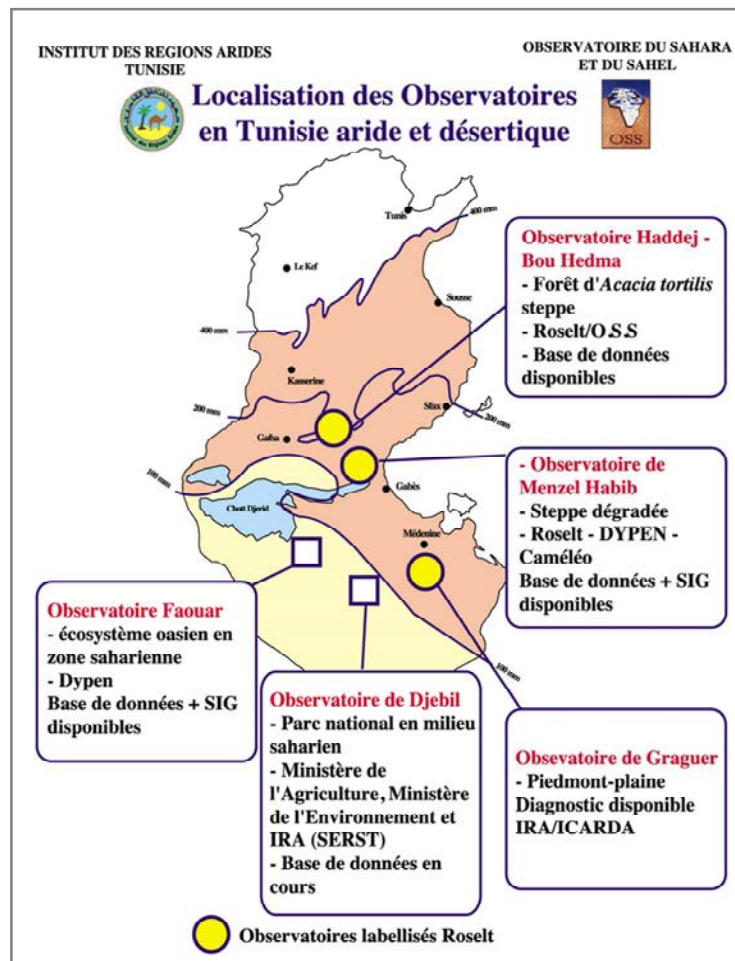 INSTITUT DES REGIONS ARIDES
TUNISIE
OBSERVATOIRE DU SAHARA
ET DU SAHEL
Localisation des Observatoires
en Tunisie aride et désertique
OSS
Tunis
400 mm
Le Kef
Sousse
400 mm
Kasserine
Sfax
200 mm
200 mm
Gafsa
100 mm
Gabès
Chott Djerid
Médenine
100 mm
Observatoire Haddej -
Bou Hedma
- Forêt d'Acacia tortilis
steppe
- Roselt/O.S.S
- Base de données
disponibles
- Observatoire de
Menzel Habib
- Steppe dégradée
- Roselt - DYPEN -
Caméléo
Base de données + SIG
disponibles
Observatoire Faouar
- écosystème oasien en
zone saharienne
- Dypen
Base de données + SIG
disponibles
Observatoire de Djebil
- Parc national en milieu
saharien
- Ministère de
l'Agriculture, Ministère
de l'Environnement et
IRA (SERST)
- Base de données en
cours
Obsevatoire de Graguer
- Piedmont-plaine
Diagnostic disponible
IRA/ICARDA
Observatoires labellisés Roselt